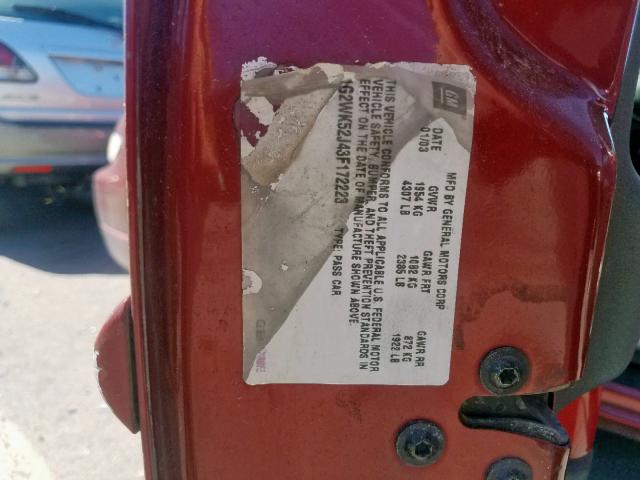 GM
MFD BY GENERAL MOTORS CORP
DATE GVWR GAWR FRT GAWR RR
01/03 1954 KG 1082 KG 872 KG
4307 LB 2385 LB 1922 LB
THIS VEHICLE CONFORMS TO ALL APPLICABLE U.S. FEDERAL MOTOR
VEHICLE SAFETY, BUMPER, AND THEFT PREVENTION STANDARDS IN
EFFECT ON THE DATE OF MANUFACTURE SHOWN ABOVE.
1G2WK52J43F172223 TYPE: PASS CAR